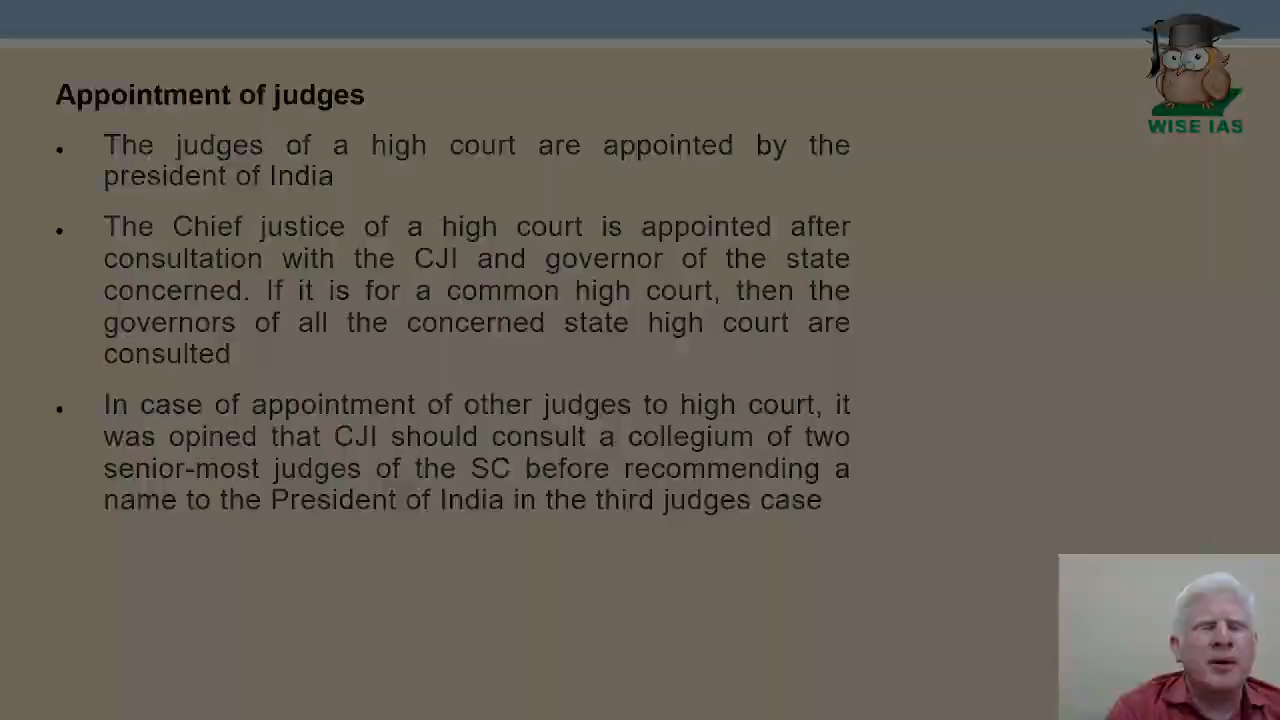 Appointment of judges
WISE IAS
• The judges of a high court are appointed by the
president of India
• The Chief justice of a high court is appointed after
consultation with the CJI and governor of the state
concerned. If it is for a common high court, then the
governors of all the concerned state high court are
consulted
• In case of appointment of other judges to high court, it
was opined that CJI should consult a collegium of two
senior-most judges of the SC before recommending a
name to the President of India in the third judges case